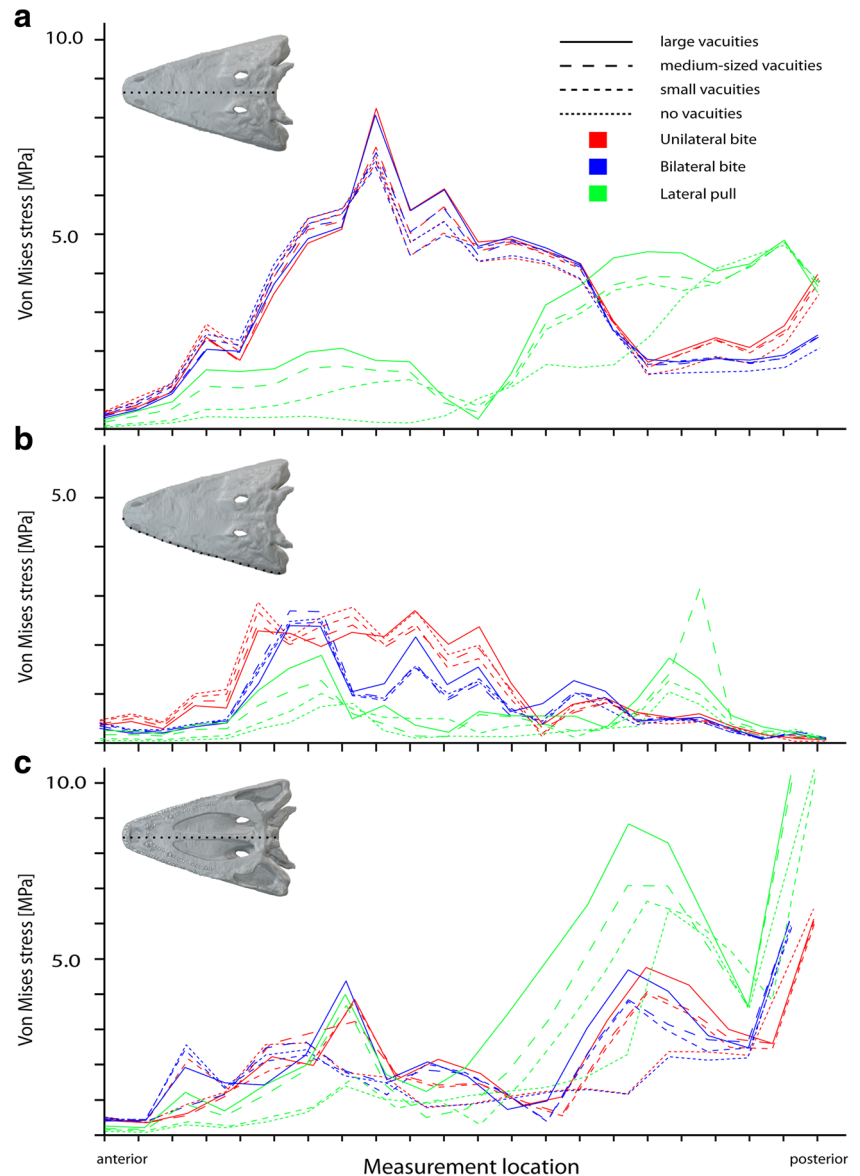 a
10.0
5.0
Von Mises stress [MPa]
large vacuities
medium-sized vacuities
small vacuities
no vacuities
Unilateral bite
Bilateral bite
Lateral pull
b
5.0
Von Mises stress [MPa]
c
10.0
5.0
Von Mises stress [MPa]
anterior
Measurement location
posterior